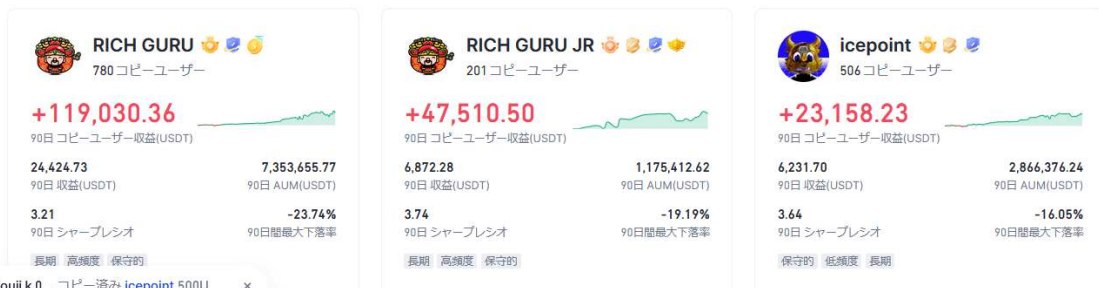 RICH GURU
780 コピーユーザー
+119,030.36
90日 コピーユーザー収益(USDT)
24,424.73 7,353,655.77
90日 収益(USDT) 90日 AUM(USDT)
3.21 -23.74%
90日 シャープレシオ 90日間最大下落率
長期 高頻度 保守的
RICH GURU JR
201 コピーユーザー
+47,510.50
90日 コピーユーザー収益(USDT)
6,872.28 1,175,412.62
90日 収益(USDT) 90日 AUM(USDT)
3.74 -19.19%
90日 シャープレシオ 90日間最大下落率
長期 高頻度 保守的
icepoint
506 コピーユーザー
+23,158.23
90日 コピーユーザー収益(USDT)
6,231.70 2,866,376.24
90日 収益(USDT) 90日 AUM(USDT)
3.64 -16.05%
90日 シャープレシオ 90日間最大下落率
保守的 低頻度 長期
コピー済み icepoint 500U ×